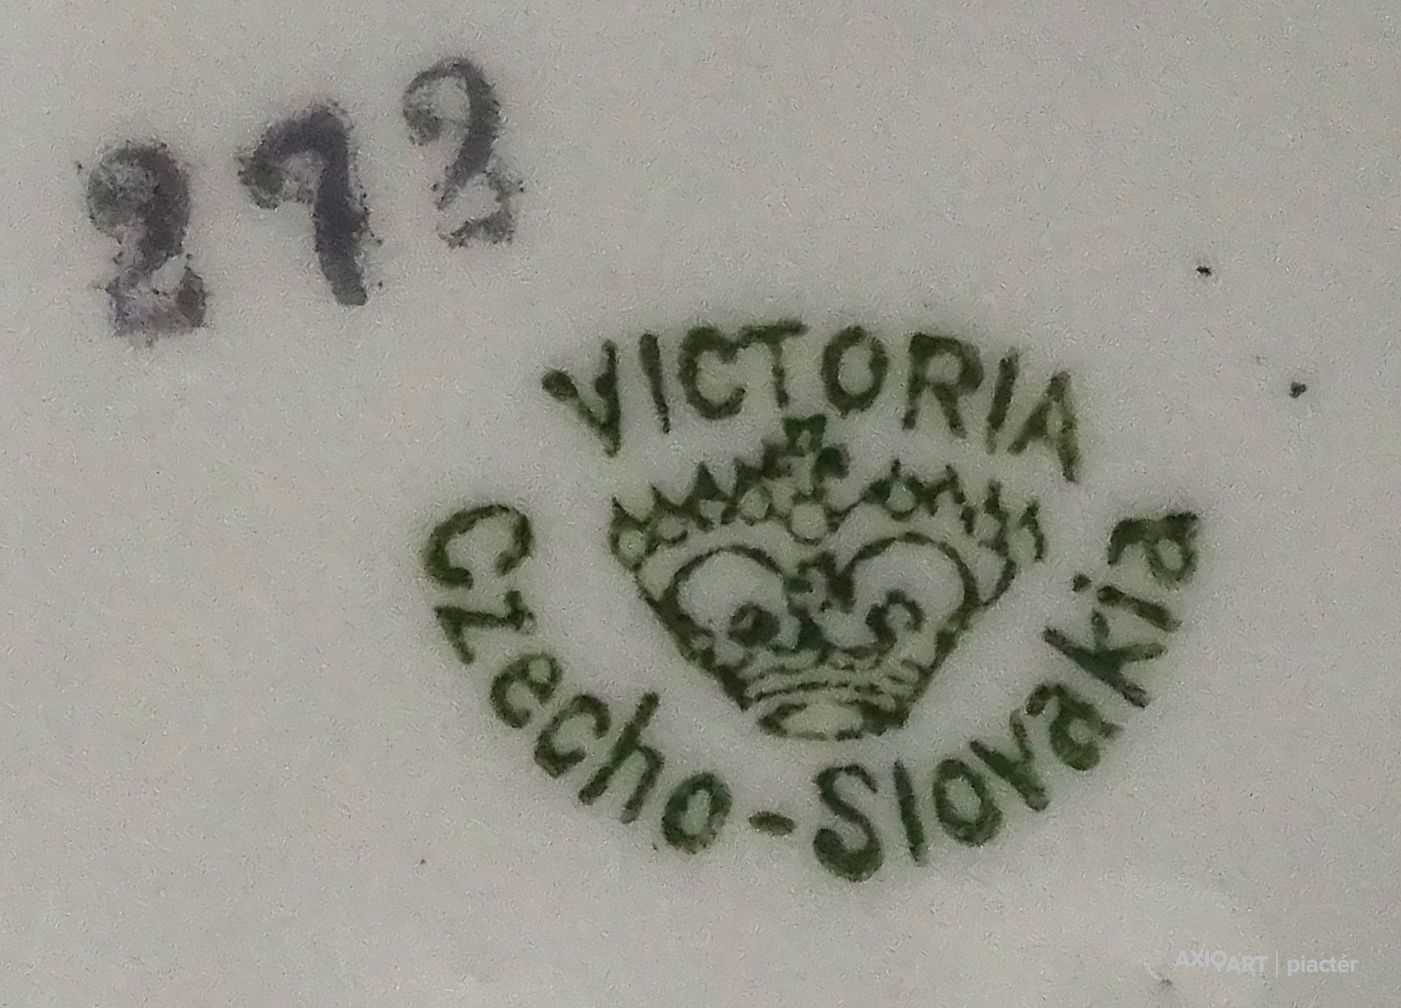 272
VICTORIA
Czecho-Slovakia
AXIOART | piactér